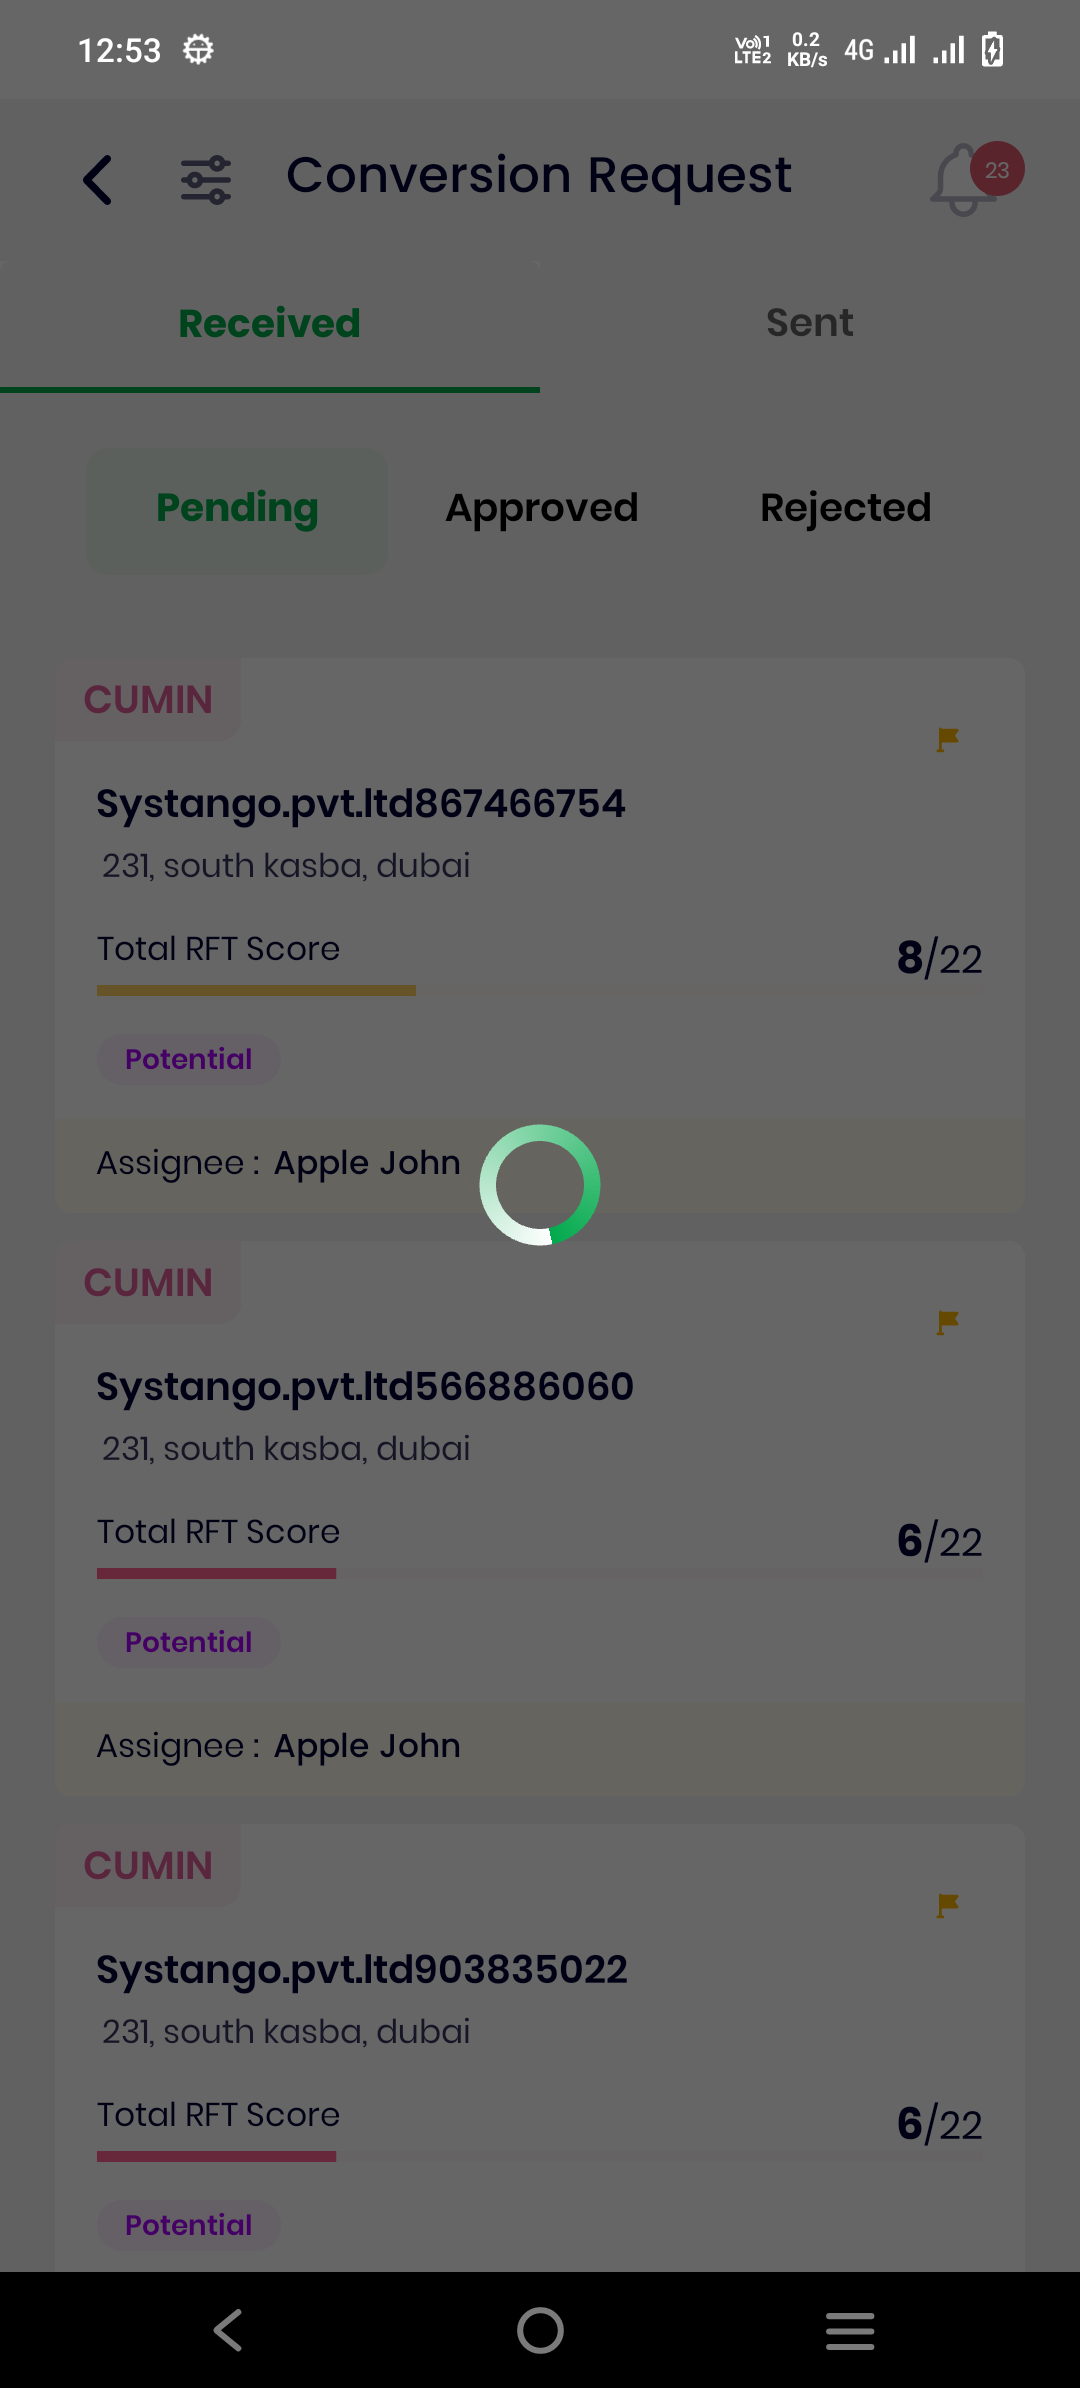 12:53
Vo)) 1
LTE2
0.2
KB/s
4G
Conversion Request
23
Received
Sent
Pending
Approved
Rejected
CUMIN
Systango.pvt.ltd867466754
231, south kasba, dubai
Total RFT Score
8/22
Potential
Assignee : Apple John
CUMIN
Systango.pvt.ltd566886060
231, south kasba, dubai
Total RFT Score
6/22
Potential
Assignee : Apple John
CUMIN
Systango.pvt.ltd903835022
231, south kasba, dubai
Total RFT Score
6/22
Potential